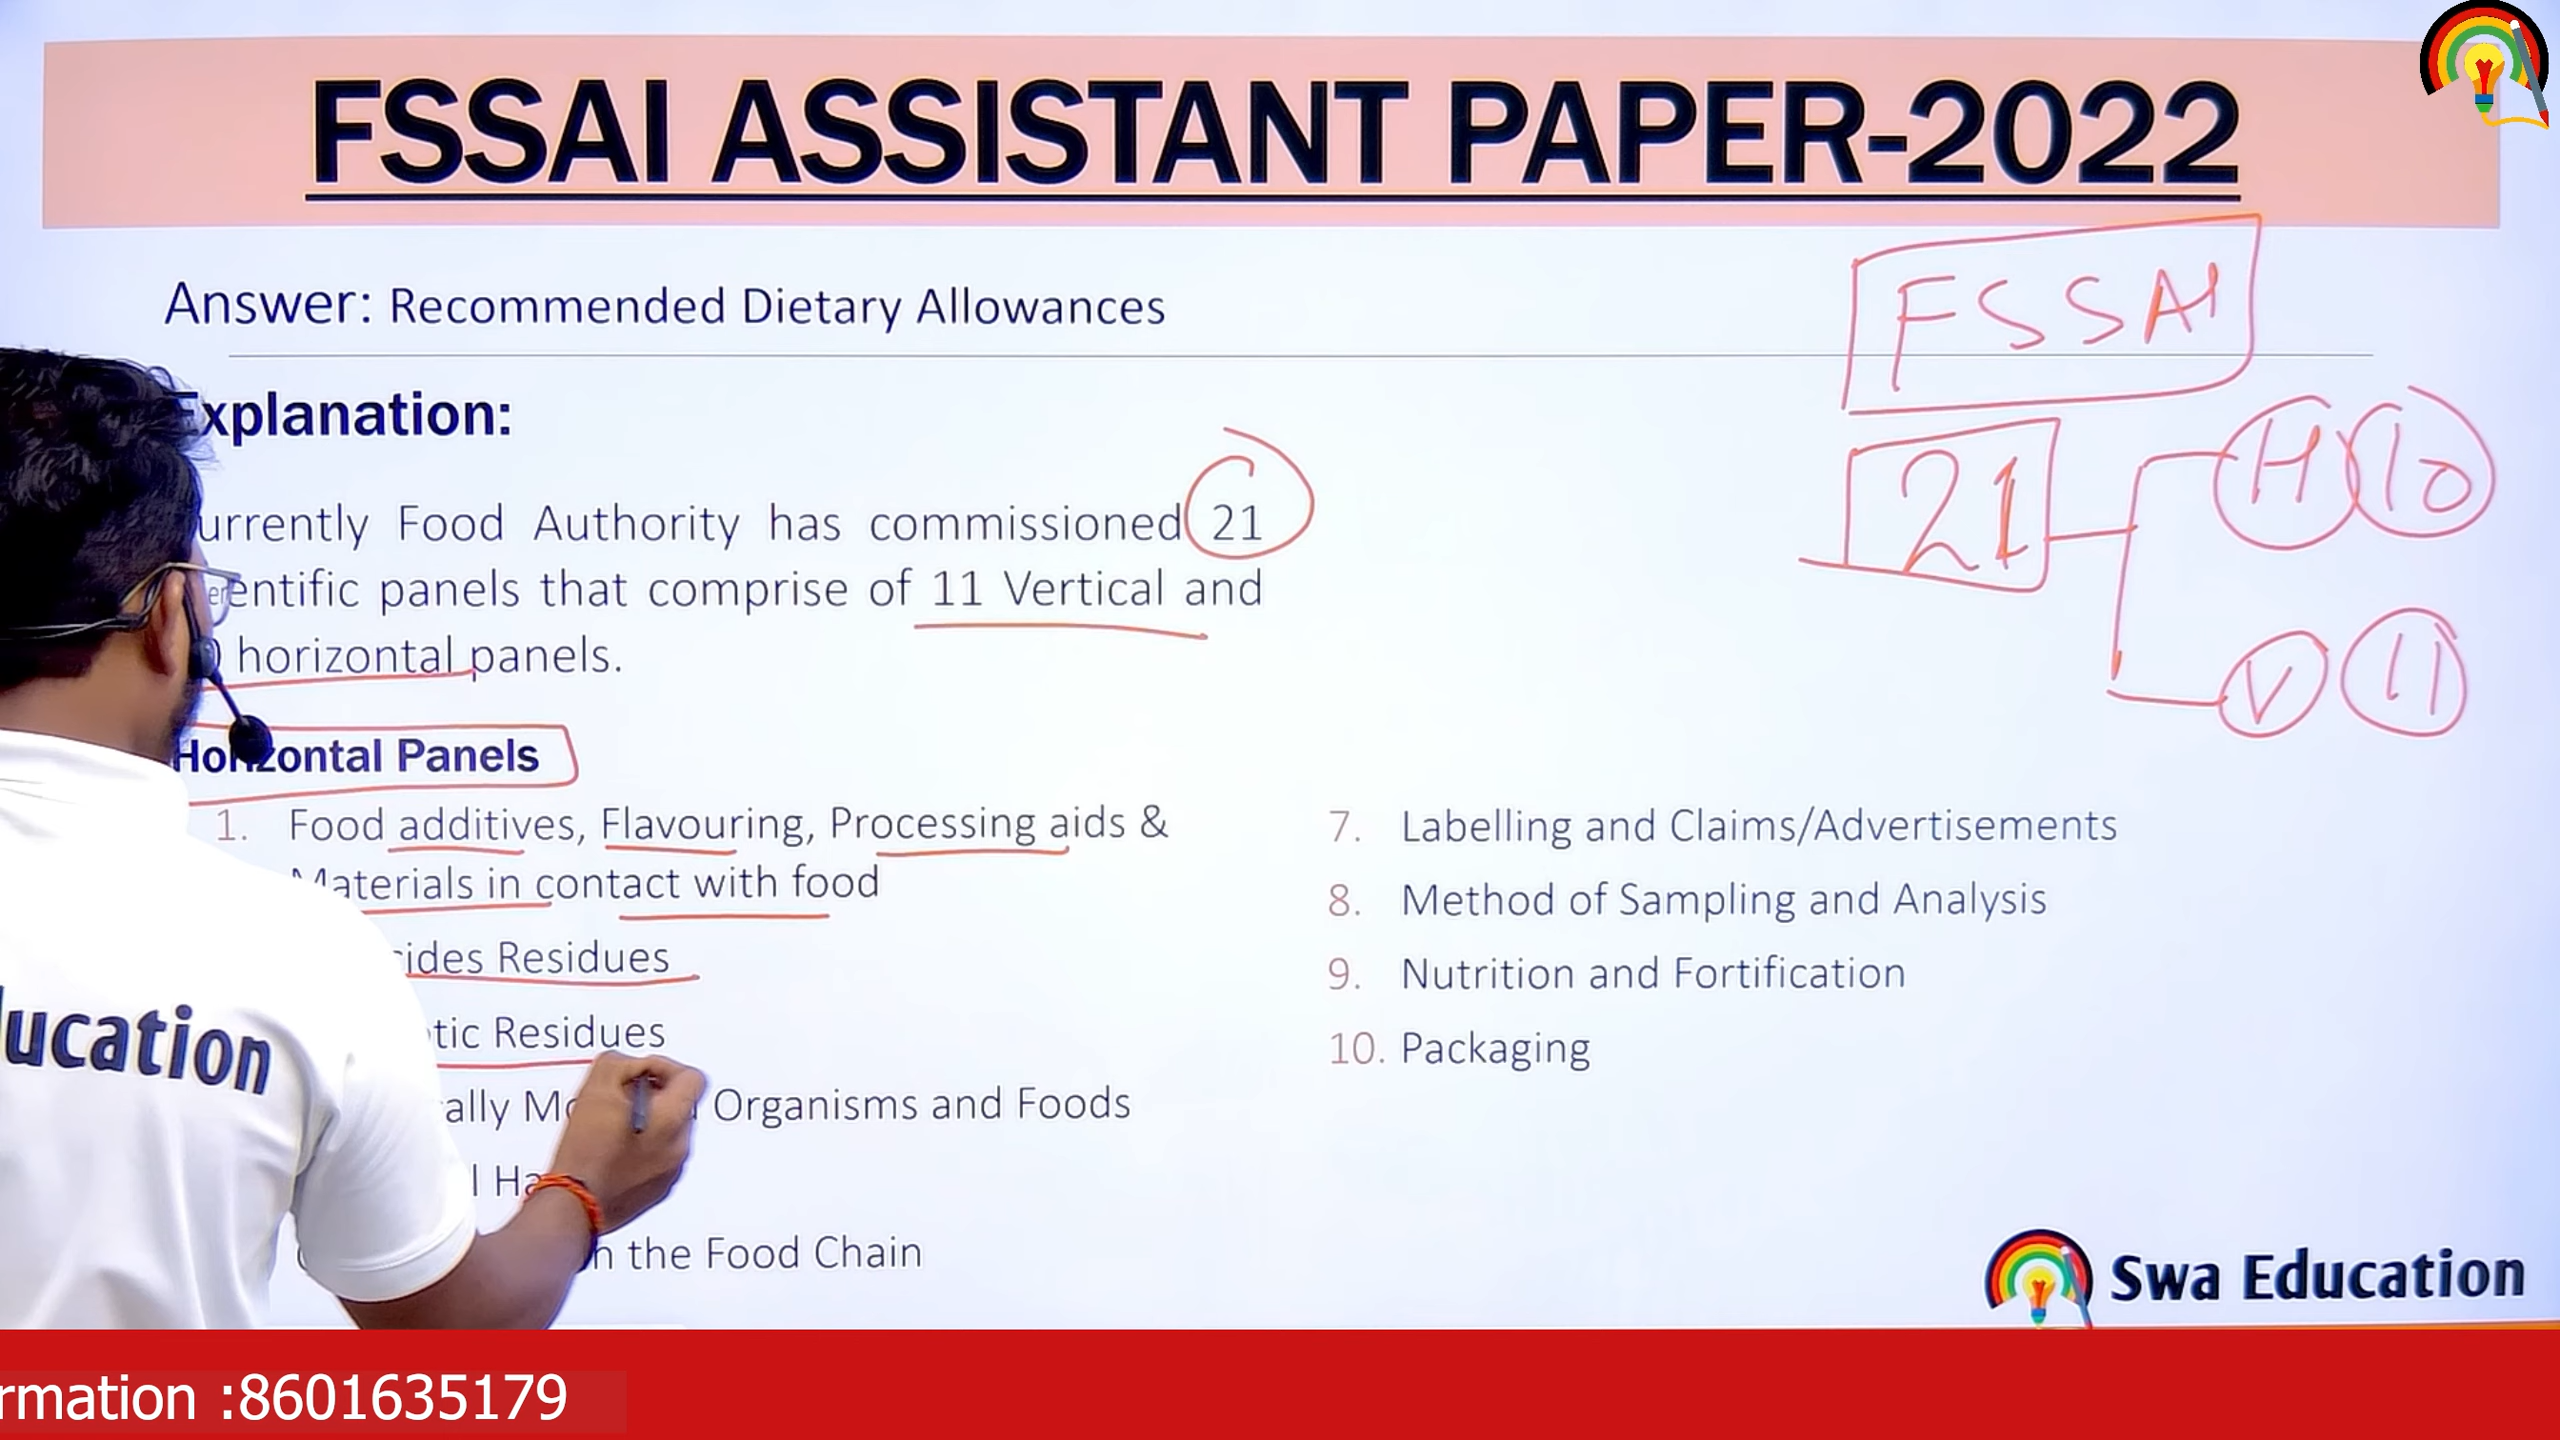 FSSAI ASSISTANT PAPER-2022
Answer: Recommended Dietary Allowances
FSSAI
xplanation:
21
H 10
urrently Food Authority has commissioned 21
entific panels that comprise of 11 Vertical and
horizontal panels.
V 11
Horizontal Panels
1. Food additives, Flavouring, Processing aids &
Materials in contact with food
ides Residues
tic Residues
ally Organisms and Foods
the Food Chain
7. Labelling and Claims/Advertisements
8. Method of Sampling and Analysis
9. Nutrition and Fortification
10. Packaging
ucation
Swa Education
rmation :8601635179